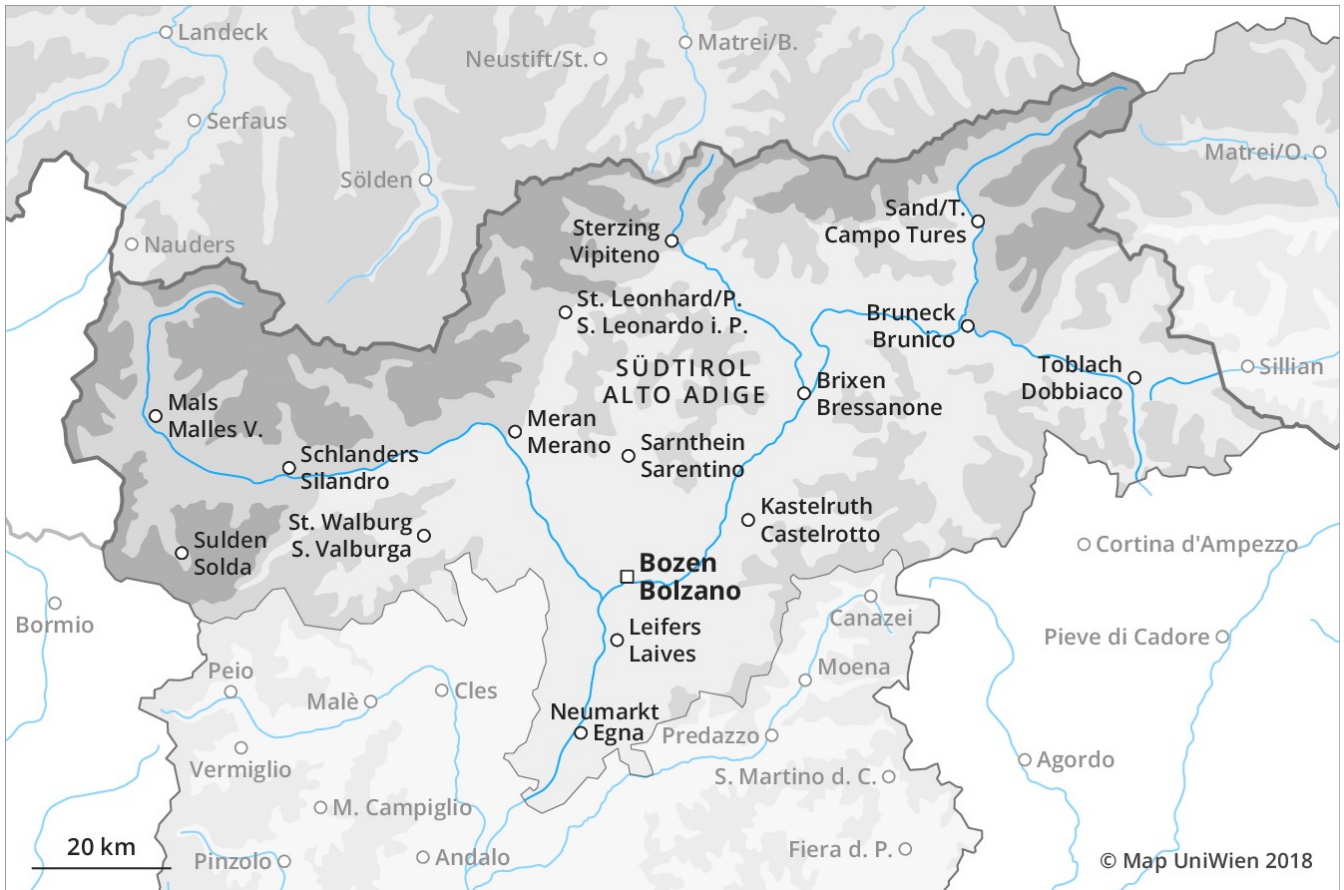 Landeck
Neustift/St.
Matrei/B.
Serfaus
Sölden
Matrei/O.
Nauders
Sand/T.
Campo Tures
Sterzing
Vipiteno
St. Leonhard/P.
S. Leonardo i. P.
Bruneck
Brunico
SÜDTIROL
ALTO ADIGE
Toblach
Dobbiaco
Sillian
Brixen
Bressanone
Mals
Malles V.
Meran
Merano
Sarnthein
Sarentino
Schlanders
Silandro
Kastelruth
Castelrotto
St. Walburg
S. Valburga
Sulden
Solda
Cortina d'Ampezzo
Bozen
Bolzano
Bormio
Canazei
Leifers
Laives
Pieve di Cadore
Peio
Moena
Malè
Cles
Neumarkt
Egna
Predazzo
Vermiglio
Agordo
S. Martino d. C.
M. Campiglio
20 km
Pinzolo
Andalo
Fiera d. P.
© Map UniWien 2018